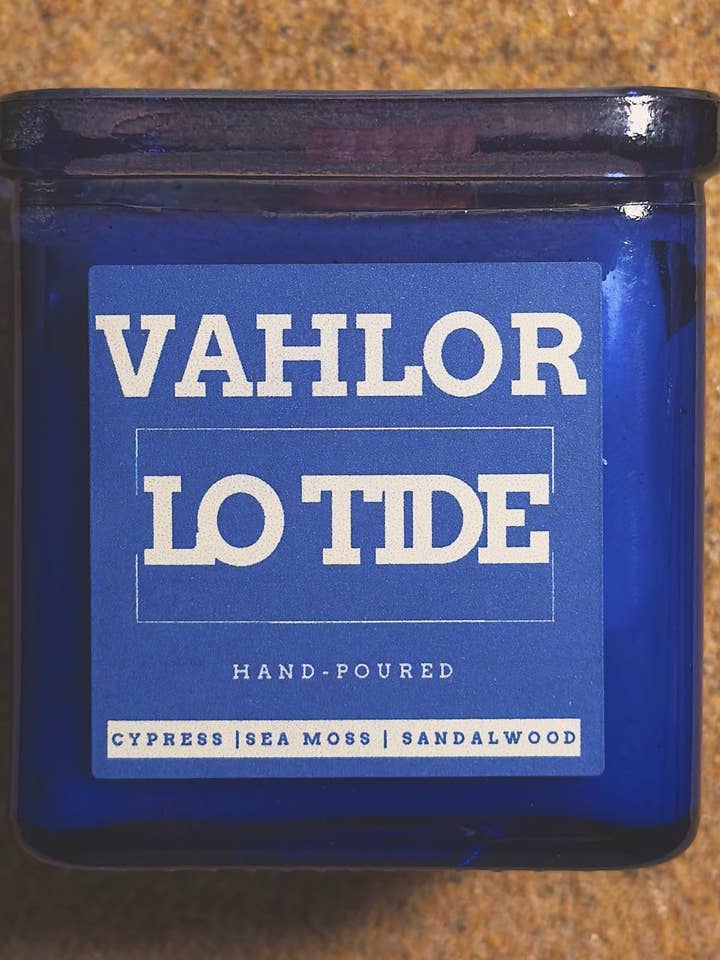 VAHLOR
LO TIDE
HAND-POURED
CYPRESS |SEA MOSS | SANDALWOOD